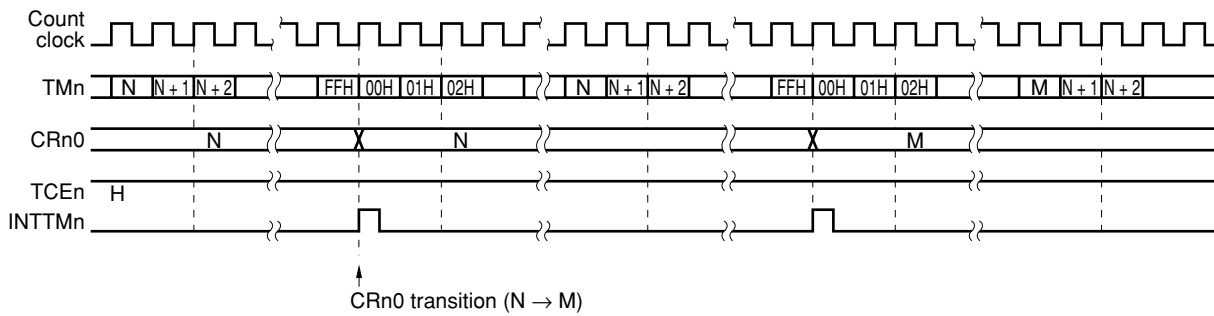 Count
clock
TMn N N + 1 N + 2 FFH 00H 01H 02H N N + 1 N + 2 FFH 00H 01H 02H M N + 1 N + 2
CRn0 N N M
TCEn H
INTTMn
CRn0 transition (N → M)